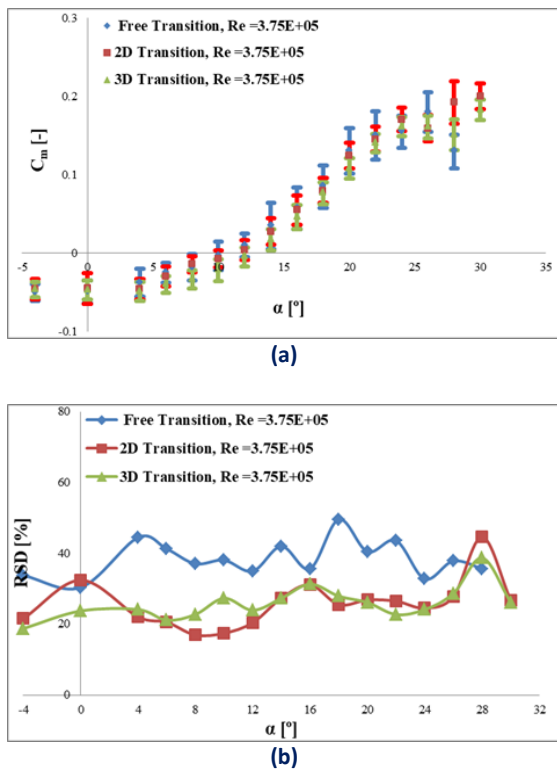 Free Transition, Re =3.75E+05
2D Transition, Re =3.75E+05
3D Transition, Re =3.75E+05
0.3
0.2
0.1
0
-0.1
Cm [-]
-5 0 5 10 15 20 25 30 35
α [º]
(a)
Free Transition, Re =3.75E+05
2D Transition, Re =3.75E+05
3D Transition, Re =3.75E+05
80
60
40
20
0
RSD [%]
-4 0 4 8 12 16 20 24 28 32
α [º]
(b)